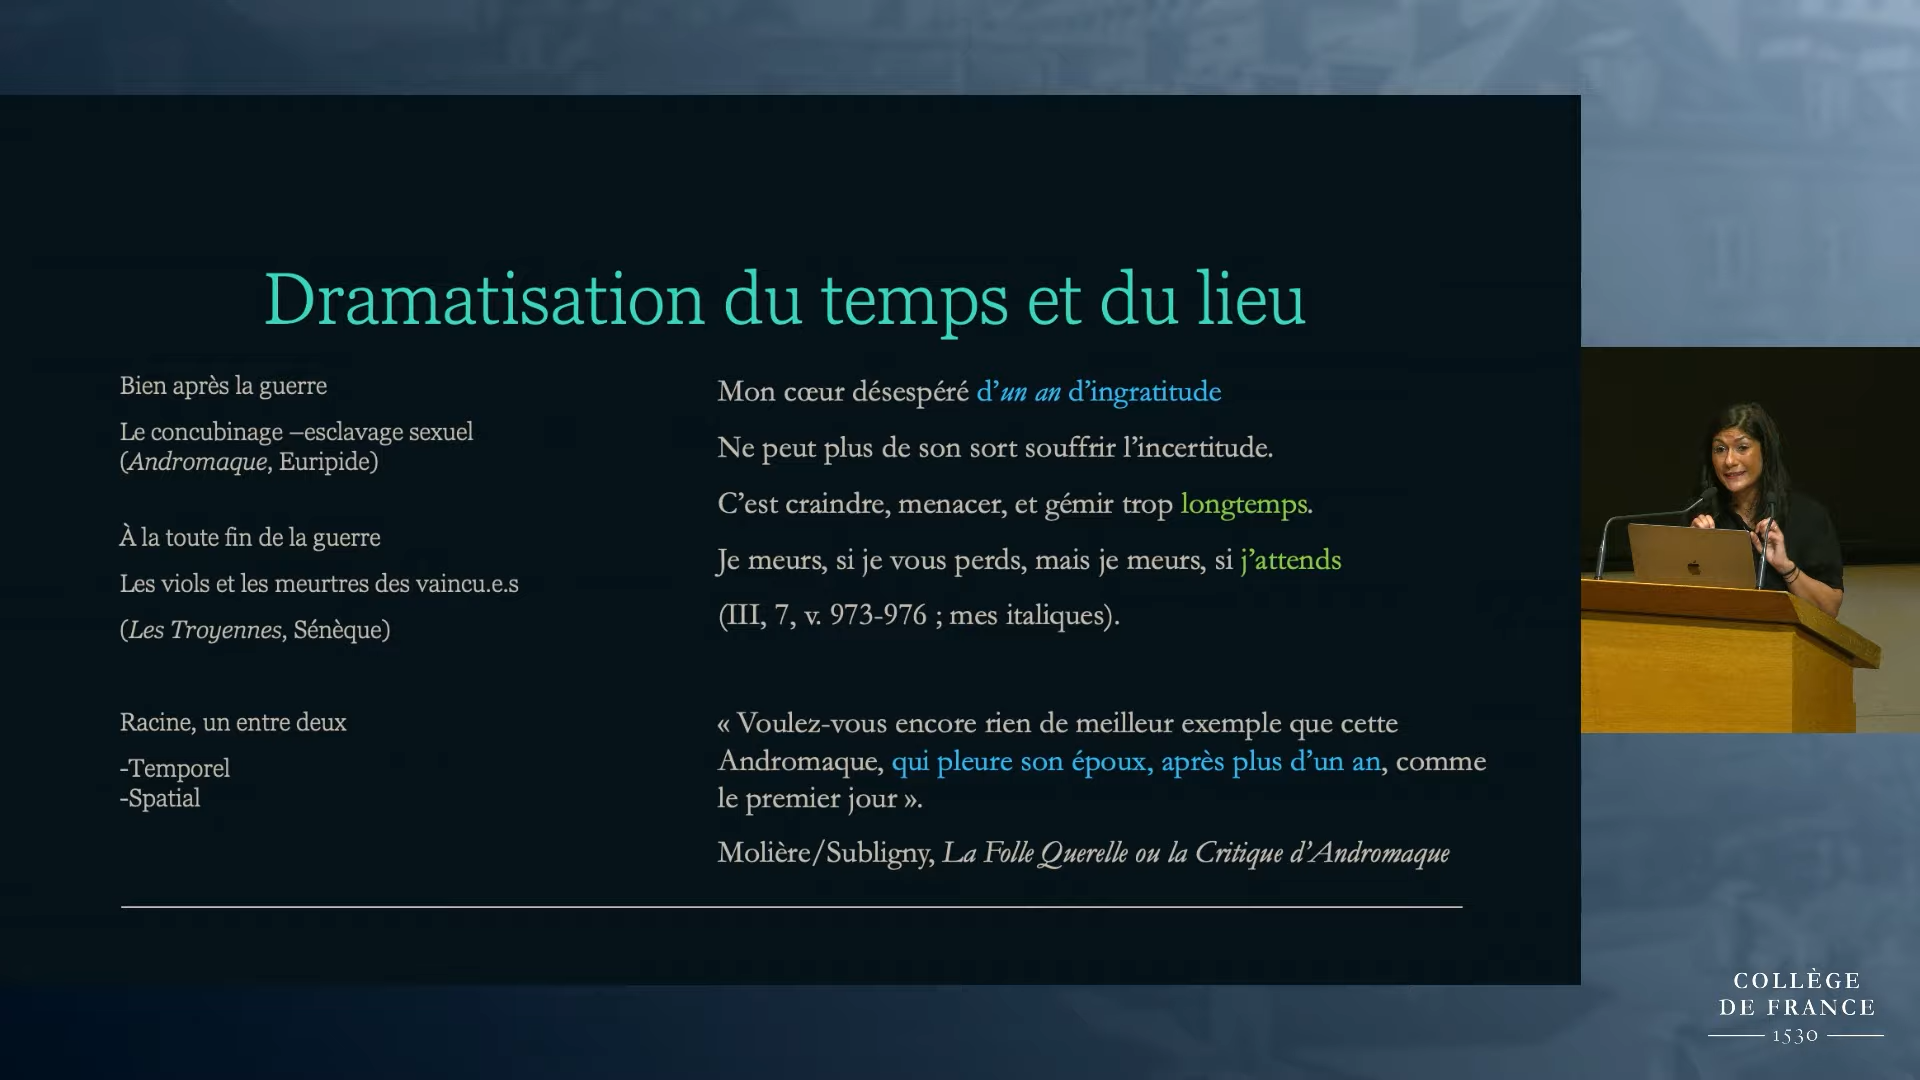 Dramatisation du temps et du lieu
Bien après la guerre
Le concubinage –esclavage sexuel
(Andromaque, Euripide)
À la toute fin de la guerre
Les viols et les meurtres des vaincu.e.s
(Les Troyennes, Sénèque)
Racine, un entre deux
-Temporel
-Spatial
Mon cœur désespéré d’un an d’ingratitude
Ne peut plus de son sort souffrir l’incertitude.
C’est craindre, menacer, et gémir trop longtemps.
Je meurs, si je vous perds, mais je meurs, si j’attends
(III, 7, v. 973-976 ; mes italiques).
« Voulez-vous encore rien de meilleur exemple que cette
Andromaque, qui pleure son époux, après plus d’un an, comme
le premier jour ».
Molière/Subligny, La Folle Querelle ou la Critique d’Andromaque
COLLÈGE
DE FRANCE
1530